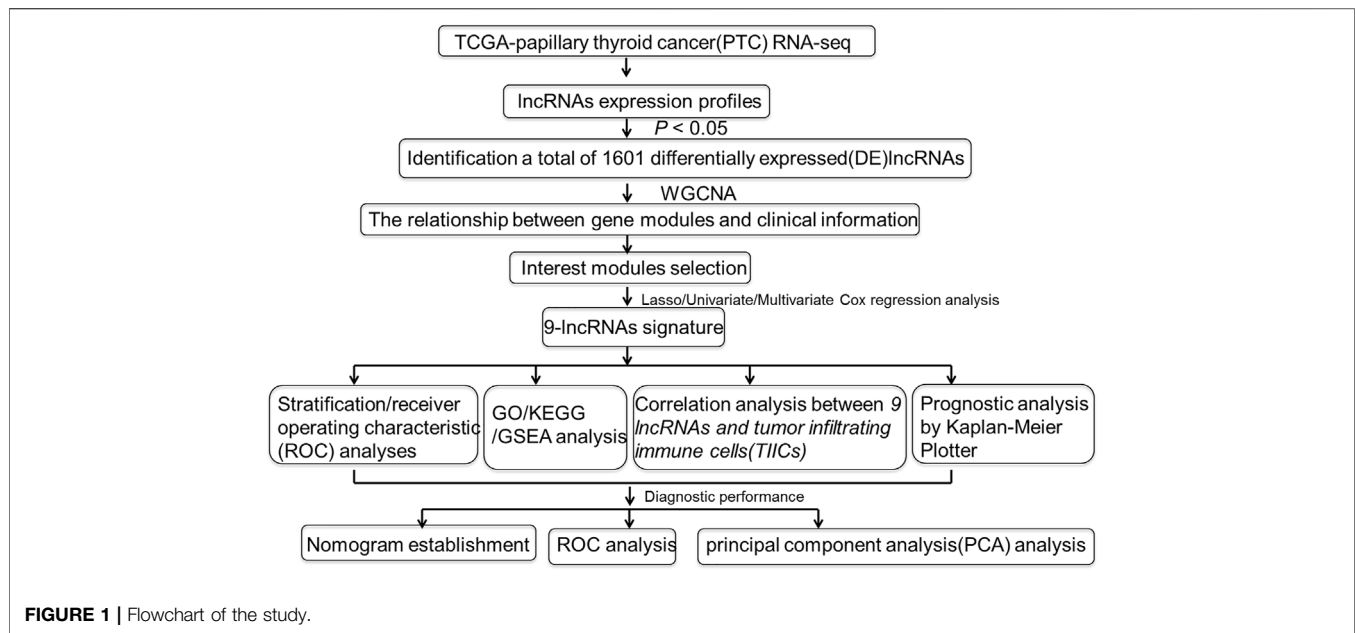 TCGA-papillary thyroid cancer(PTC) RNA-seq
lncRNAs expression profiles
P < 0.05
Identification a total of 1601 differentially expressed(DE)lncRNAs
WGCNA
The relationship between gene modules and clinical information
Interest modules selection
Lasso/Univariate/Multivariate Cox regression analysis
9-lncRNAs signature
Stratification/receiver
operating characteristic
(ROC) analyses
GO/KEGG
/GSEA analysis
Correlation analysis between 9
lncRNAs and tumor infiltrating
immune cells(TIICs)
Prognostic analysis
by Kaplan-Meier
Plotter
Diagnostic performance
Nomogram establishment
ROC analysis
principal component analysis(PCA) analysis
FIGURE 1 | Flowchart of the study.